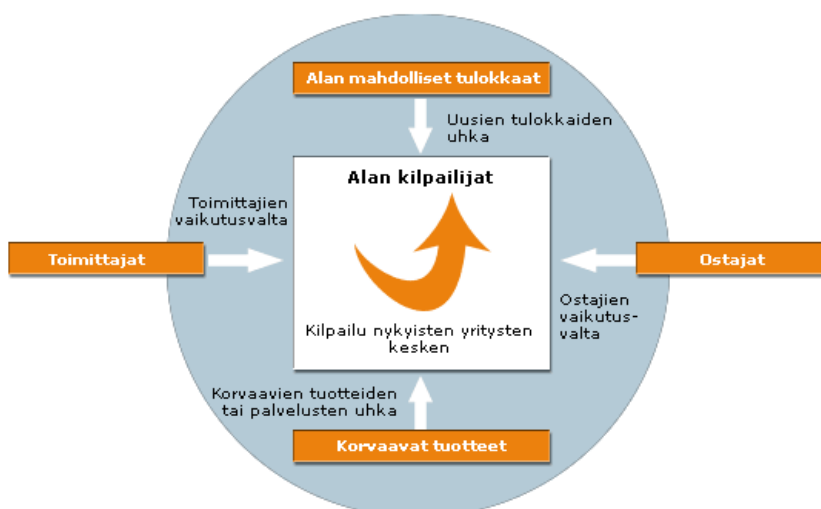 Alan mahdolliset tulokkaat
Uusien tulokkaiden
uhka
Alan kilpailijat
Toimittajien
vaikutusvalta
Toimittajat
Ostajat
Ostajien
vaikutus-
valta
Kilpailu nykyisten yritysten
kesken
Korvaavien tuotteiden
tai palvelusten uhka
Korvaavat tuotteet